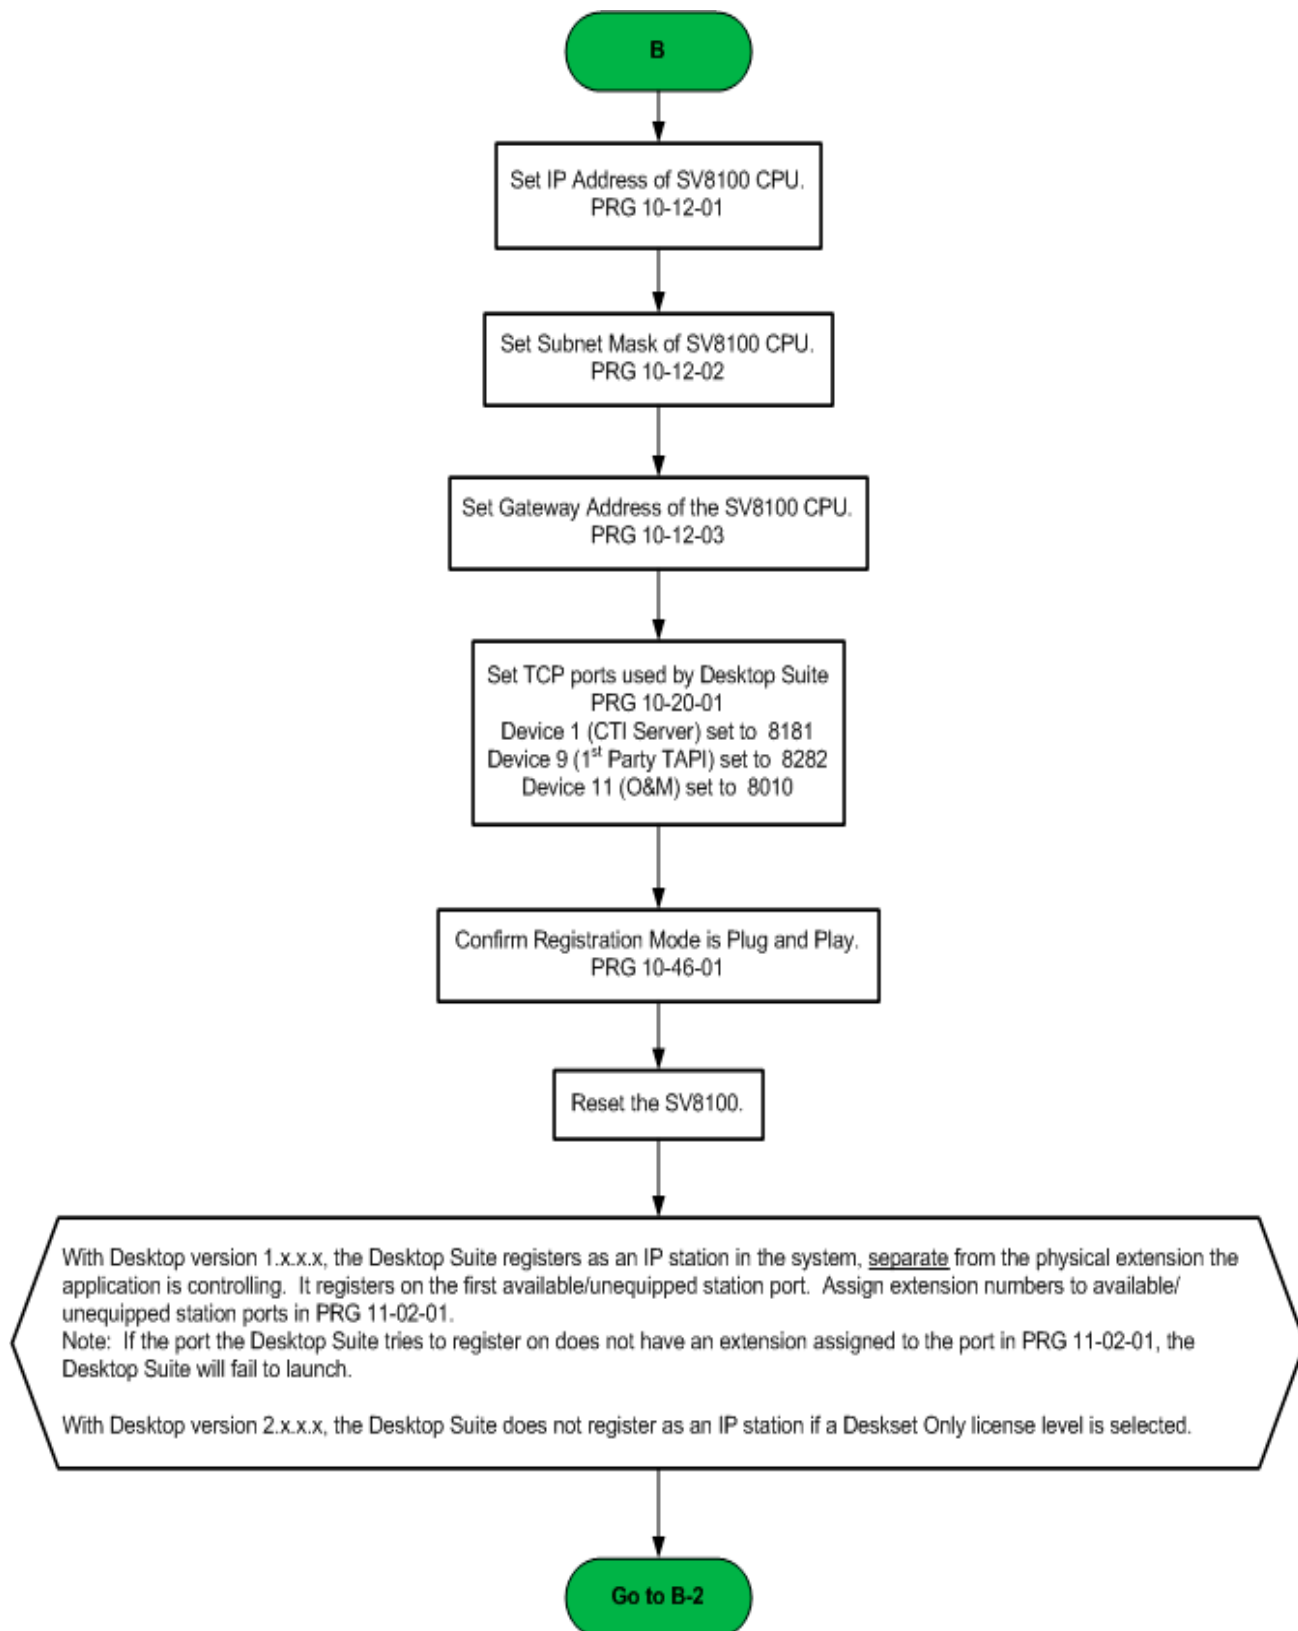 B
Set IP Address of SV8100 CPU.
PRG 10-12-01
Set Subnet Mask of SV8100 CPU.
PRG 10-12-02
Set Gateway Address of the SV8100 CPU.
PRG 10-12-03
Set TCP ports used by Desktop Suite
PRG 10-20-01
Device 1 (CTI Server) set to 8181
Device 9 (1st Party TAPI) set to 8282
Device 11 (O&M) set to 8010
Confirm Registration Mode is Plug and Play.
PRG 10-46-01
Reset the SV8100.
With Desktop version 1.x.x.x, the Desktop Suite registers as an IP station in the system, separate from the physical extension the
application is controlling. It registers on the first available/unequipped station port. Assign extension numbers to available/
unequipped station ports in PRG 11-02-01.
Note: If the port the Desktop Suite tries to register on does not have an extension assigned to the port in PRG 11-02-01, the
Desktop Suite will fail to launch.
With Desktop version 2.x.x.x, the Desktop Suite does not register as an IP station if a Deskset Only license level is selected.
Go to B-2